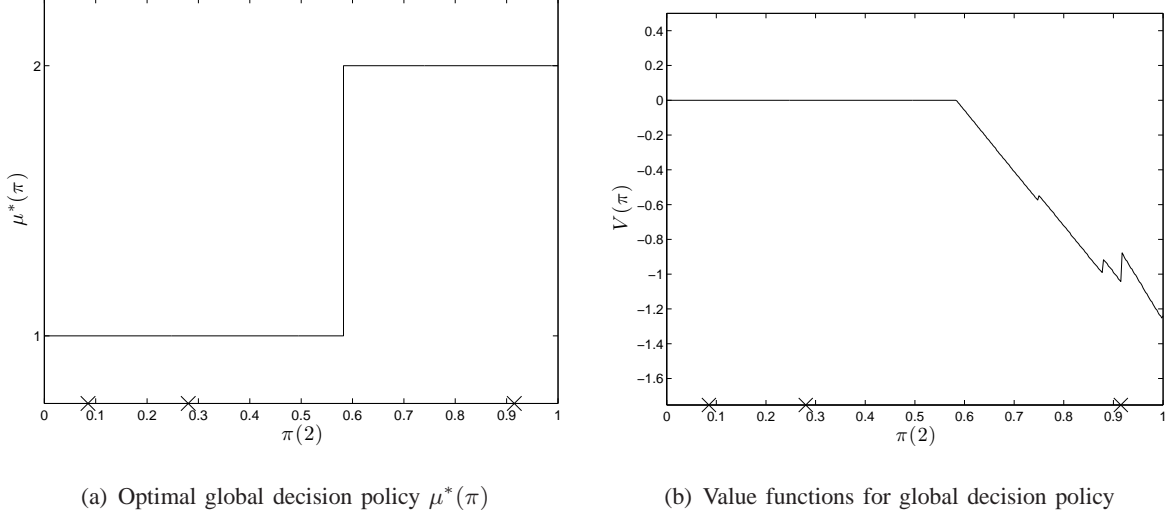 2
1
μ*(π)
0 0.1 0.2 0.3 0.4 0.5 0.6 0.7 0.8 0.9 1
π(2)
(a) Optimal global decision policy μ*(π)
0.4
0.2
0
−0.2
−0.4
−0.6
−0.8
−1
−1.2
−1.4
−1.6
V(π)
0 0.1 0.2 0.3 0.4 0.5 0.6 0.7 0.8 0.9 1
π(2)
(b) Value functions for global decision policy